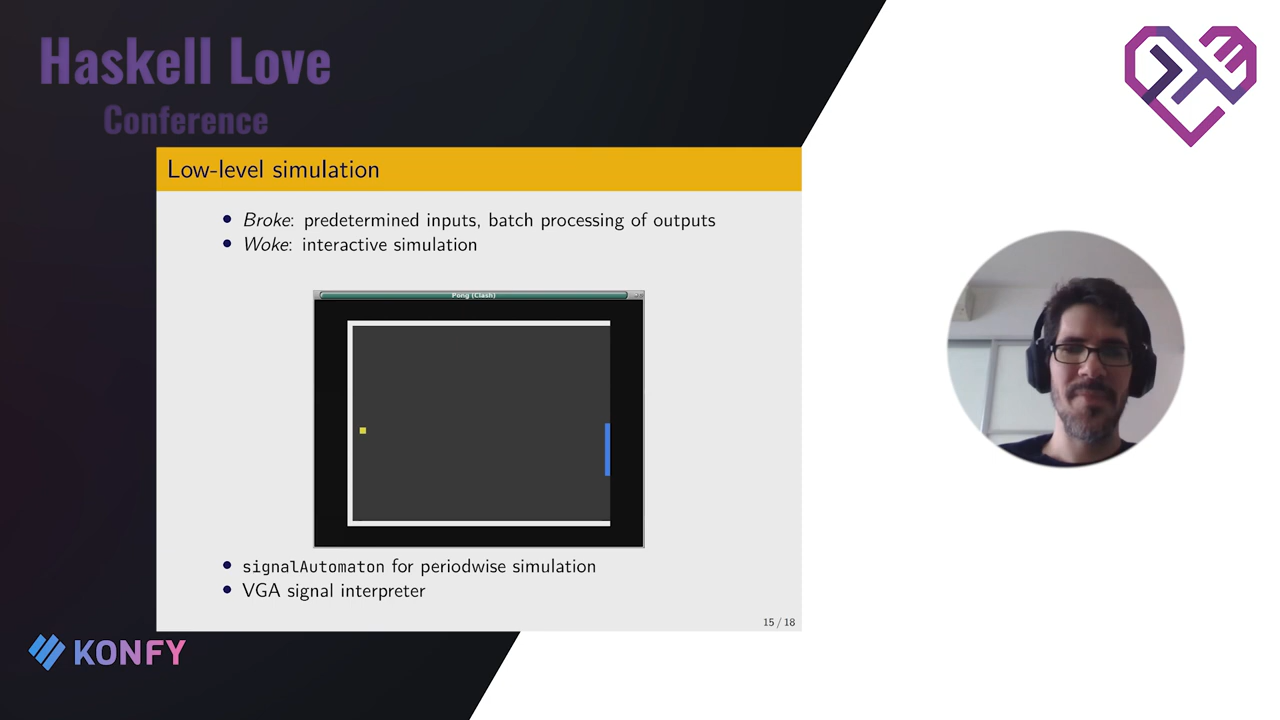 Haskell Love
Conference
Low-level simulation
• Broke: predetermined inputs, batch processing of outputs
• Woke: interactive simulation
Pong (Clash)
• signalAutomaton for periodwise simulation
• VGA signal interpreter
15 / 18
KONFY